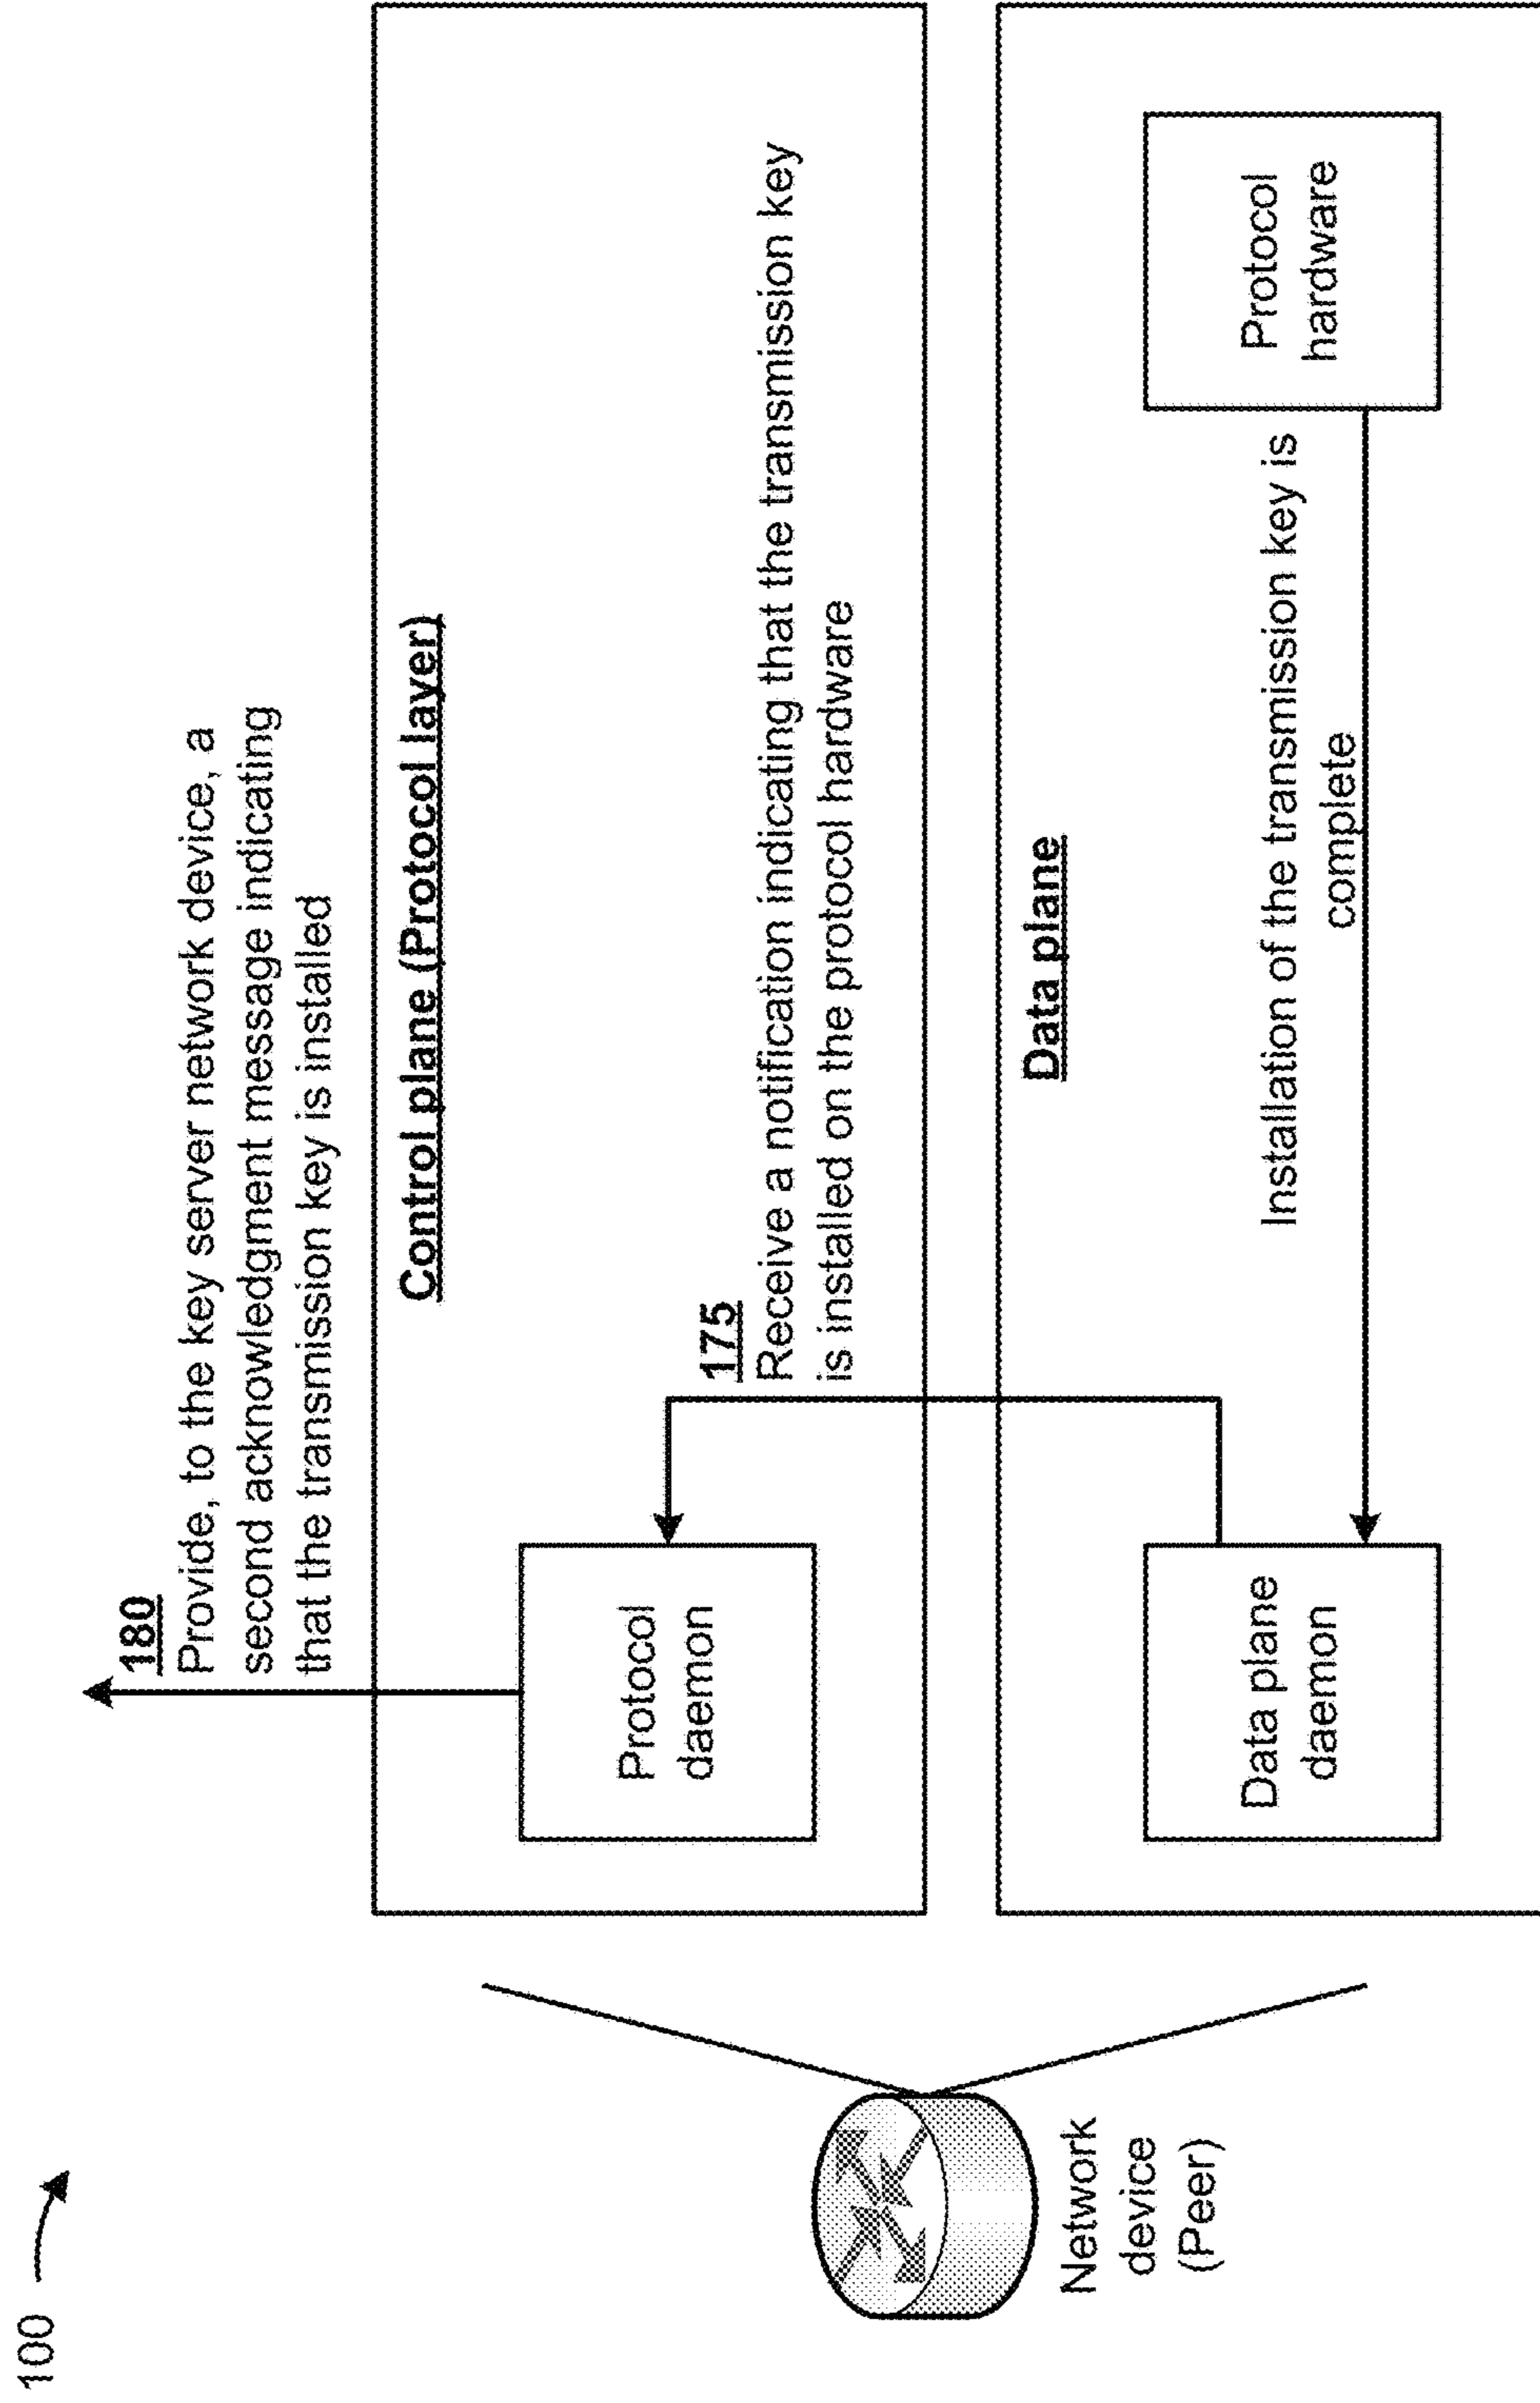 100
180
Provide, to the key server network device, a
second acknowledgment message indicating
that the transmission key is installed
Control plane (Protocol layer)
175
Receive a notification indicating that the transmission key
is installed on the protocol hardware
Protocol
daemon
Network
device
(Peer)
Data plane
Installation of the transmission key is
complete
Data plane
daemon
Protocol
hardware